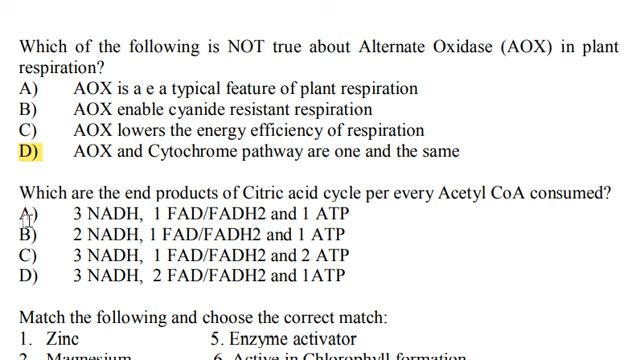 Which of the following is NOT true about Alternate Oxidase (AOX) in plant
respiration?
A) AOX is a e a typical feature of plant respiration
B) AOX enable cyanide resistant respiration
C) AOX lowers the energy efficiency of respiration
D) AOX and Cytochrome pathway are one and the same
Which are the end products of Citric acid cycle per every Acetyl CoA consumed?
A) 3 NADH, 1 FAD/FADH2 and 1 ATP
B) 2 NADH, 1 FAD/FADH2 and 1 ATP
C) 3 NADH, 1 FAD/FADH2 and 2 ATP
D) 3 NADH, 2 FAD/FADH2 and 1ATP
Match the following and choose the correct match:
1. Zinc 5. Enzyme activator
2. Magnesium 6. Active in Chlorophyll formation